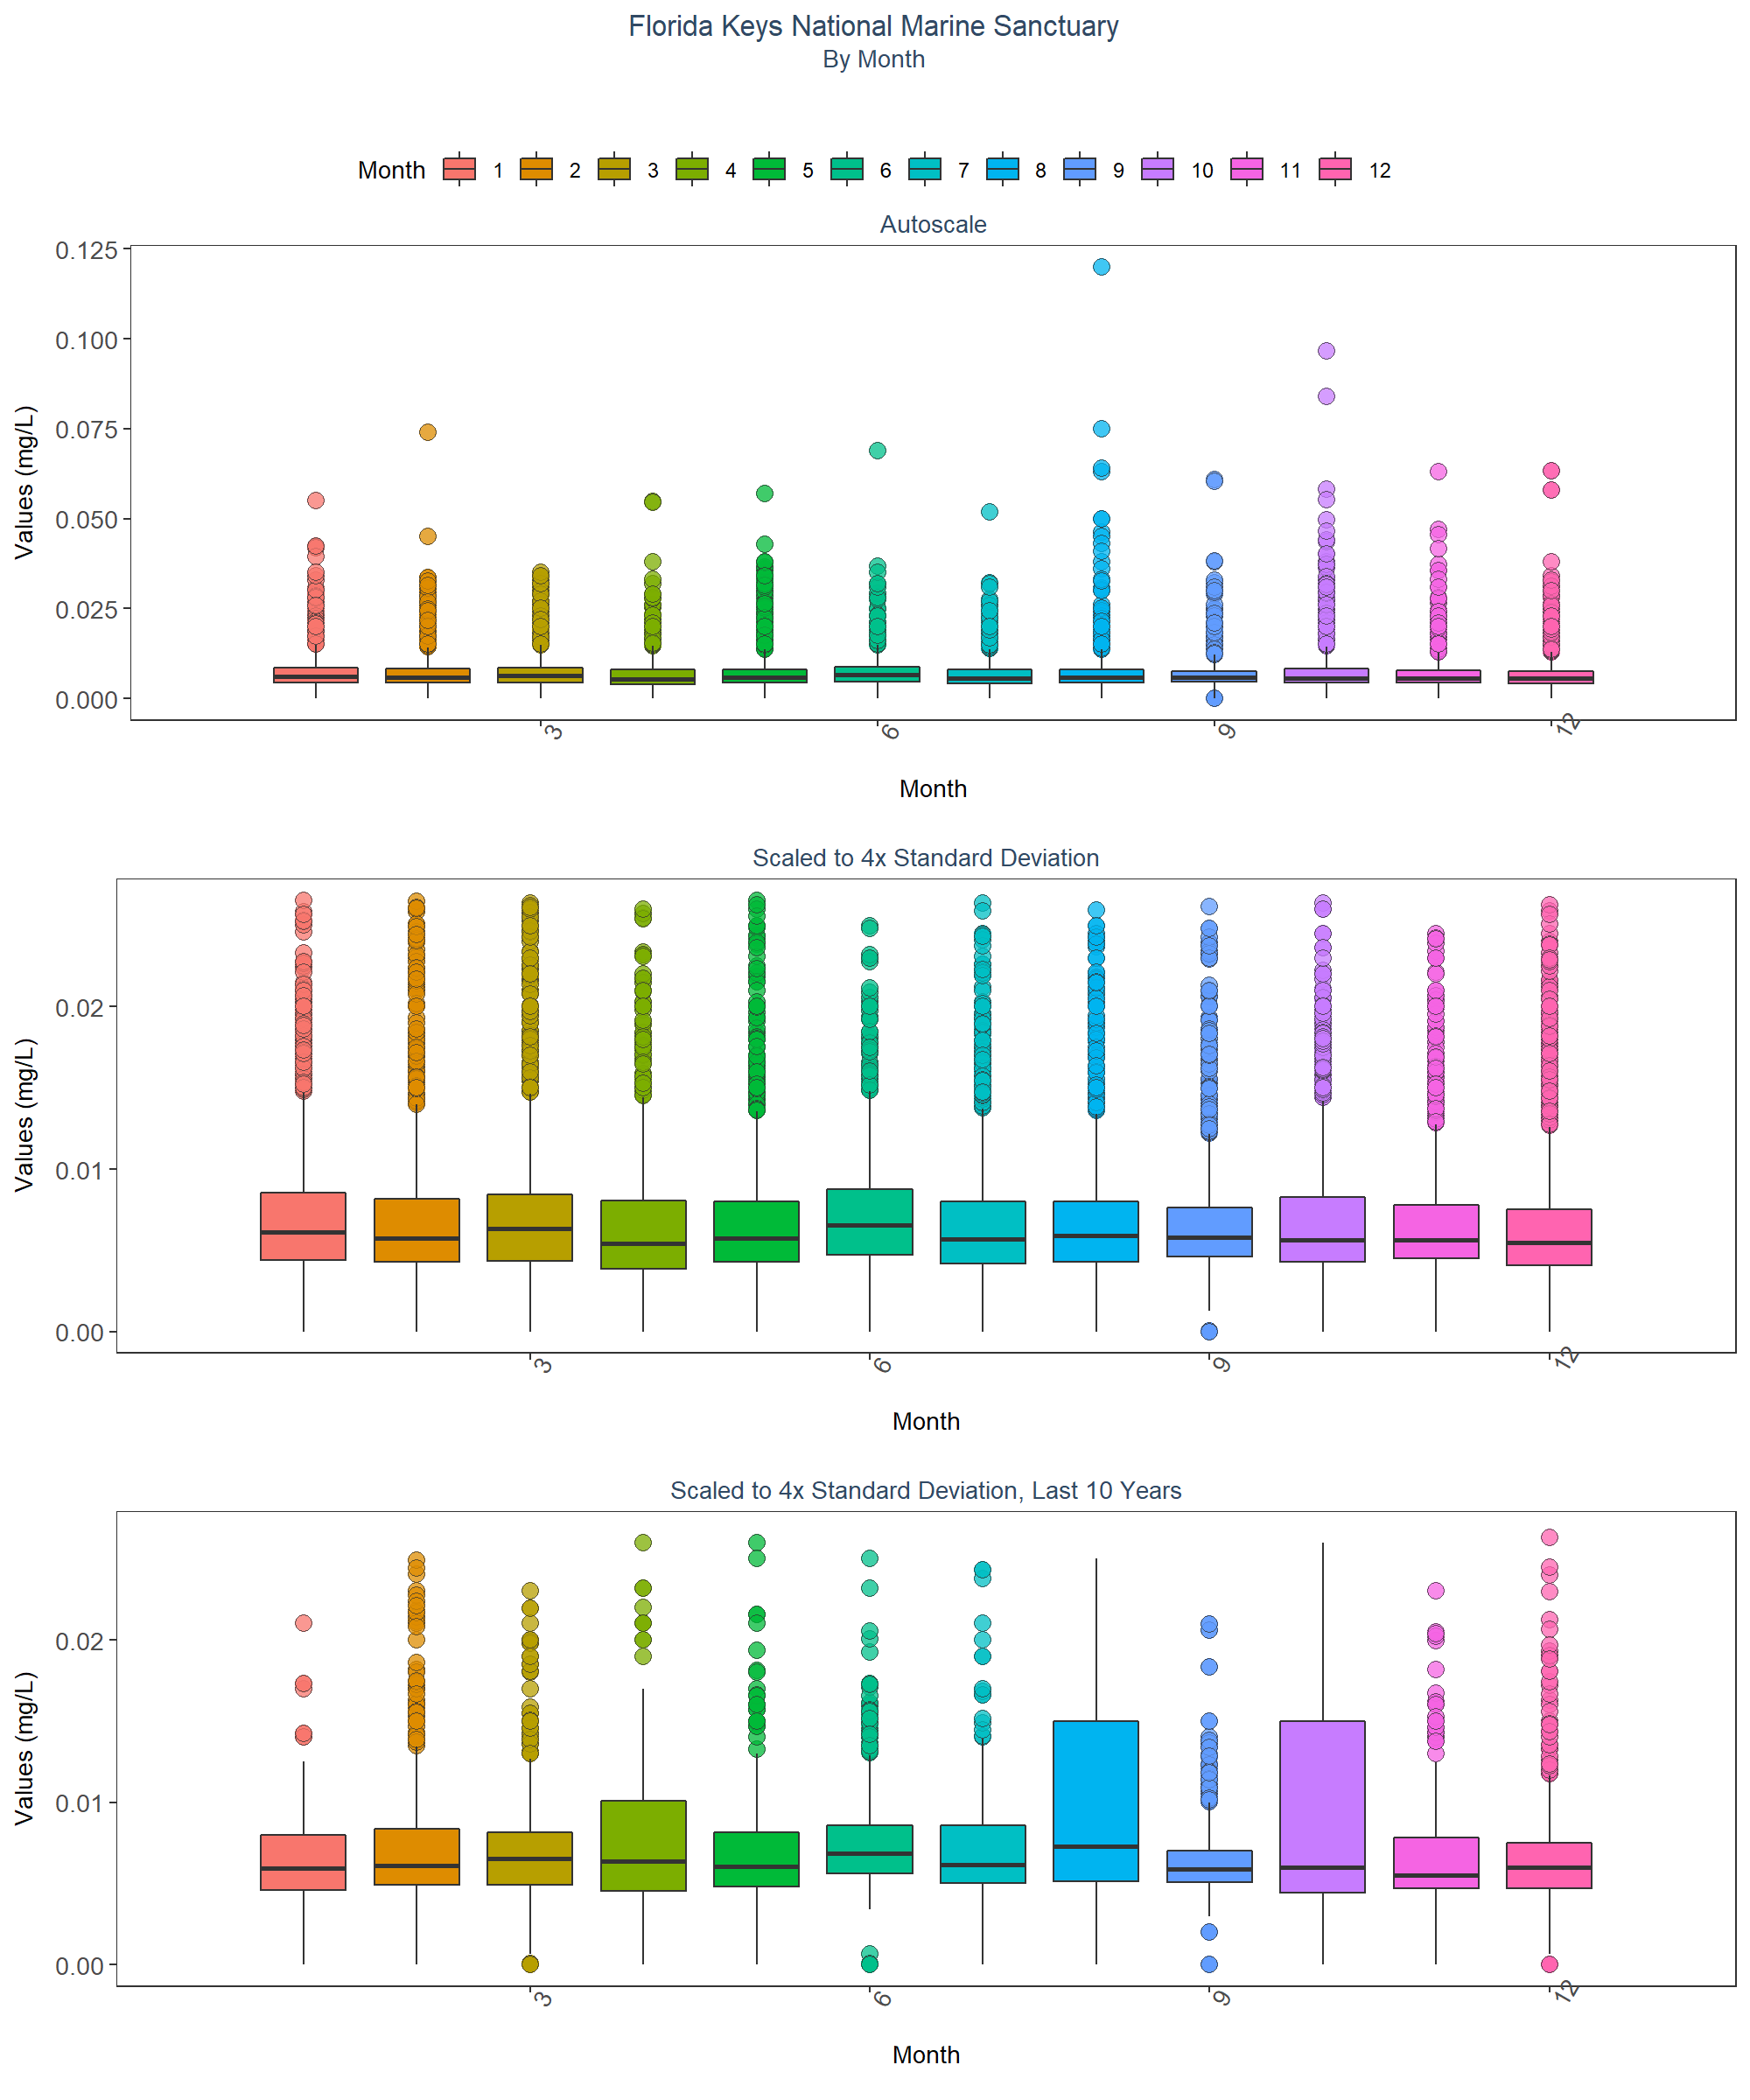 Florida Keys National Marine Sanctuary
By Month
Month 1 2 3 4 5 6 7 8 9 10 11 12
Autoscale
0.125
0.100
0.075
0.050
0.025
0.000
Values (mg/L)
3 6 9 12
Month
Scaled to 4x Standard Deviation
0.02
0.01
0.00
Values (mg/L)
3 6 9 12
Month
Scaled to 4x Standard Deviation, Last 10 Years
0.02
0.01
0.00
Values (mg/L)
3 6 9 12
Month